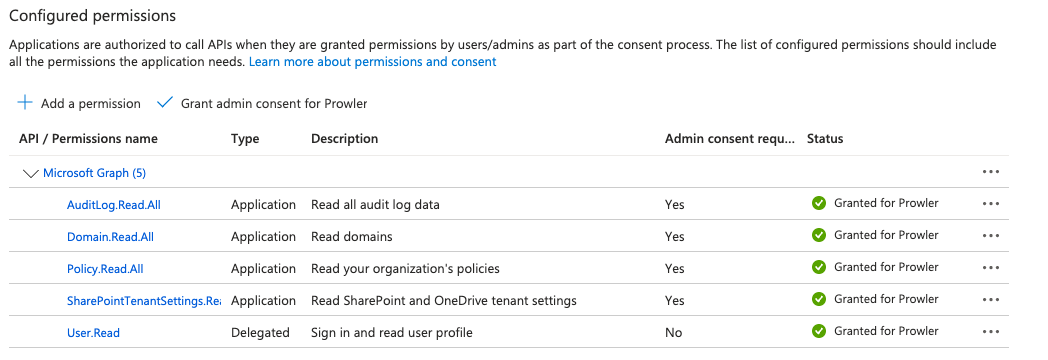 Configured permissions
Applications are authorized to call APIs when they are granted permissions by users/admins as part of the consent process. The list of configured permissions should include
all the permissions the application needs. Learn more about permissions and consent
Add a permission Grant admin consent for Prowler
API / Permissions name Type Description Admin consent requ... Status
Microsoft Graph (5) ...
AuditLog.Read.All Application Read all audit log data Yes Granted for Prowler ...
Domain.Read.All Application Read domains Yes Granted for Prowler ...
Policy.Read.All Application Read your organization's policies Yes Granted for Prowler ...
SharePointTenantSettings.Rea Application Read SharePoint and OneDrive tenant settings Yes Granted for Prowler ...
User.Read Delegated Sign in and read user profile No Granted for Prowler ...